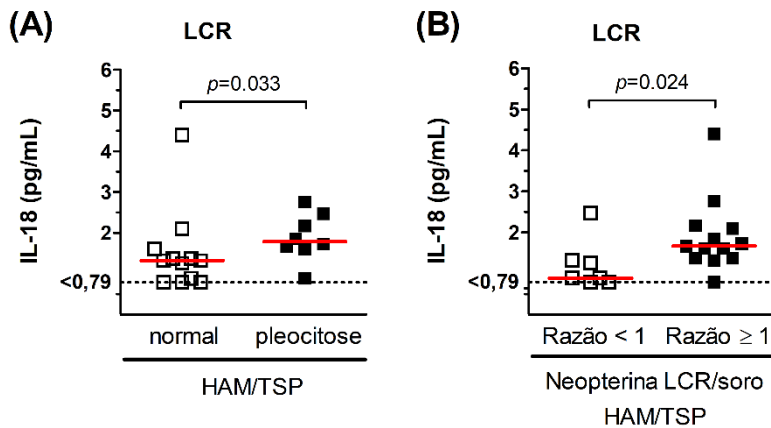 (A)
LCR
p=0.033
IL-18 (pg/mL)
6
5
4
3
2
<0,79
normal pleocitose
HAM/TSP
(B)
LCR
p=0.024
IL-18 (pg/mL)
6
5
4
3
2
<0,79
Razão < 1 Razão ≥ 1
Neopterina LCR/soro
HAM/TSP